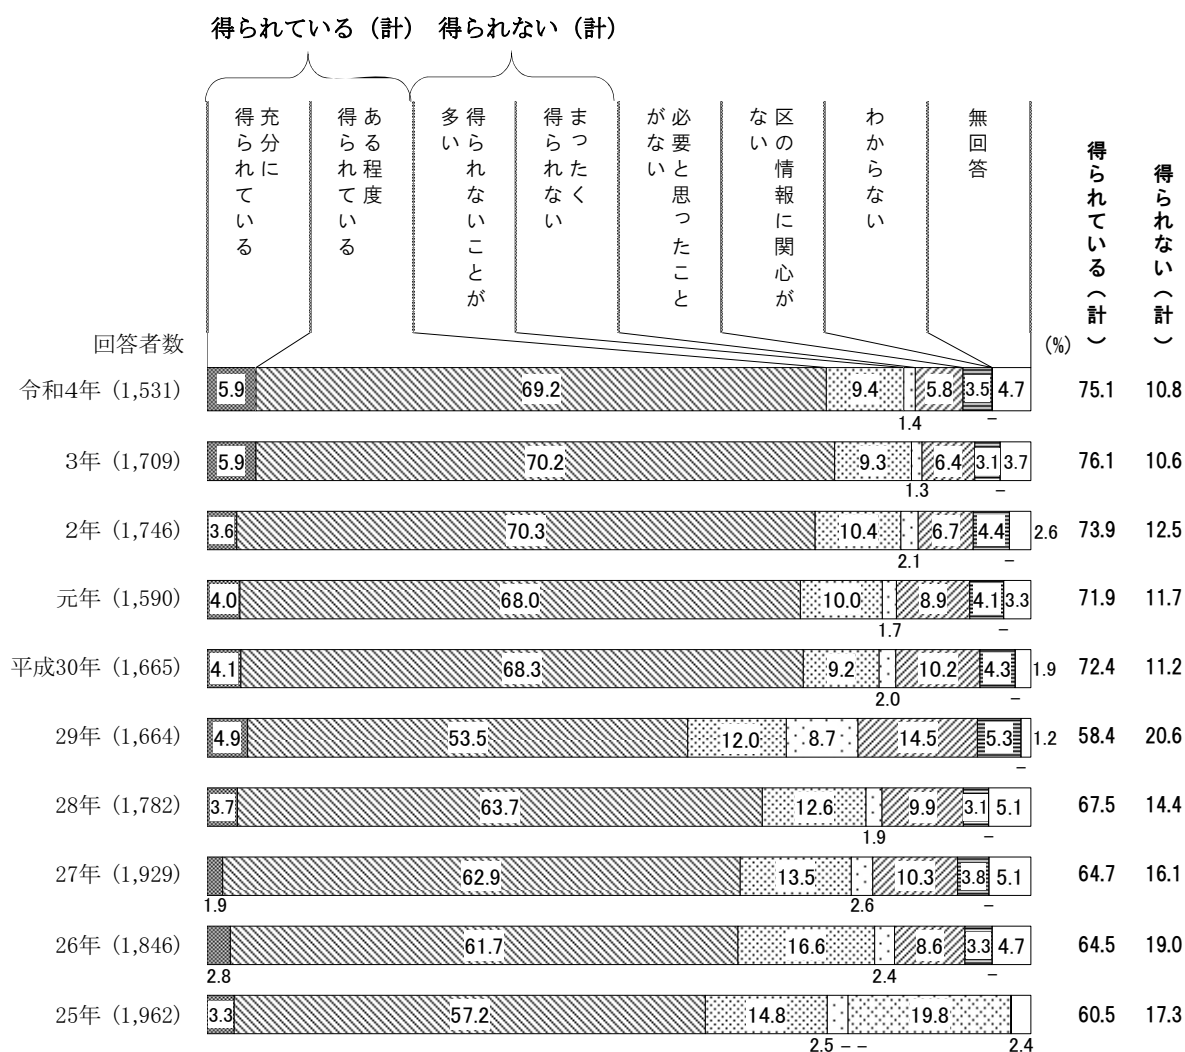 得られている（計） 得られない（計）
充分に
得られている
ある程度
得られている
得られないことが
多い
まったく
得られない
必要と思ったこと
がない
区の情報に関心が
ない
わからない
無回答
得られている（計）
得られない（計）
回答者数 (%)
令和４年 (1,531) 5.9 69.2 9.4 5.8 3.5 4.7 75.1 10.8
1.4 －
３年 (1,709) 5.9 70.2 9.3 6.4 3.1 3.7 76.1 10.6
1.3 －
２年 (1,746) 3.6 70.3 10.4 6.7 4.4 2.6 73.9 12.5
2.1 －
元年 (1,590) 4.0 68.0 10.0 8.9 4.1 3.3 71.9 11.7
1.7 －
平成30年 (1,665) 4.1 68.3 9.2 10.2 4.3 1.9 72.4 11.2
2.0 －
29年 (1,664) 4.9 53.5 12.0 8.7 14.5 5.3 1.2 58.4 20.6
－
28年 (1,782) 3.7 63.7 12.6 9.9 3.1 5.1 67.5 14.4
1.9 －
27年 (1,929) 62.9 13.5 10.3 3.8 5.1 64.7 16.1
1.9 2.6 －
26年 (1,846) 61.7 16.6 8.6 3.3 4.7 64.5 19.0
2.8 2.4 －
25年 (1,962) 3.3 57.2 14.8 19.8 60.5 17.3
2.5 － － 2.4